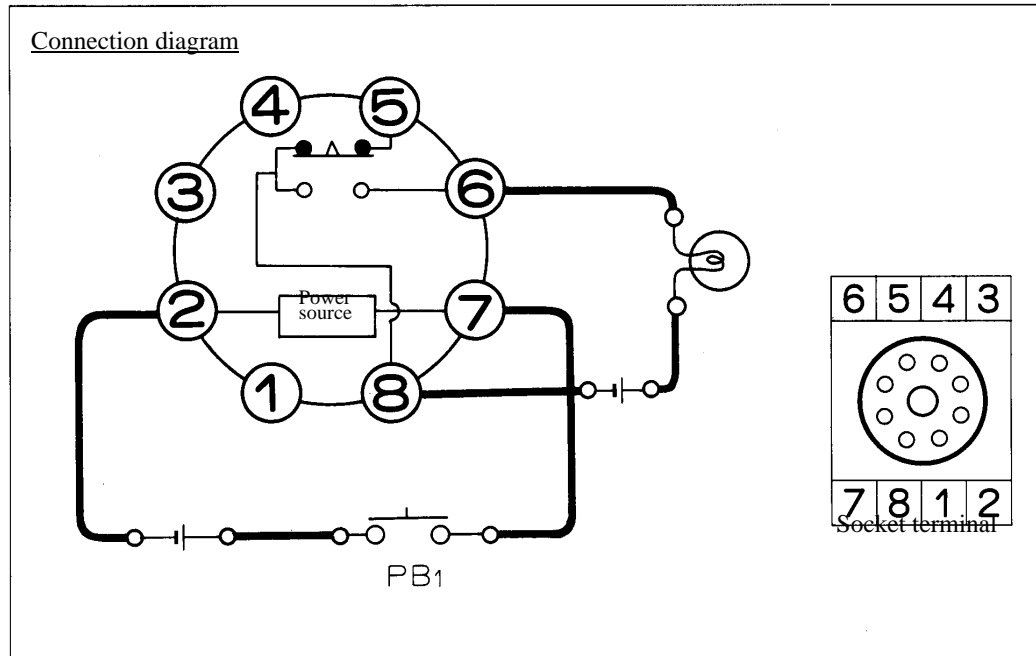 Connection diagram
4 5
3 6
Power
source
2 7
1 8
6 5 4 3
7 8 1 2
Socket terminal
PB1